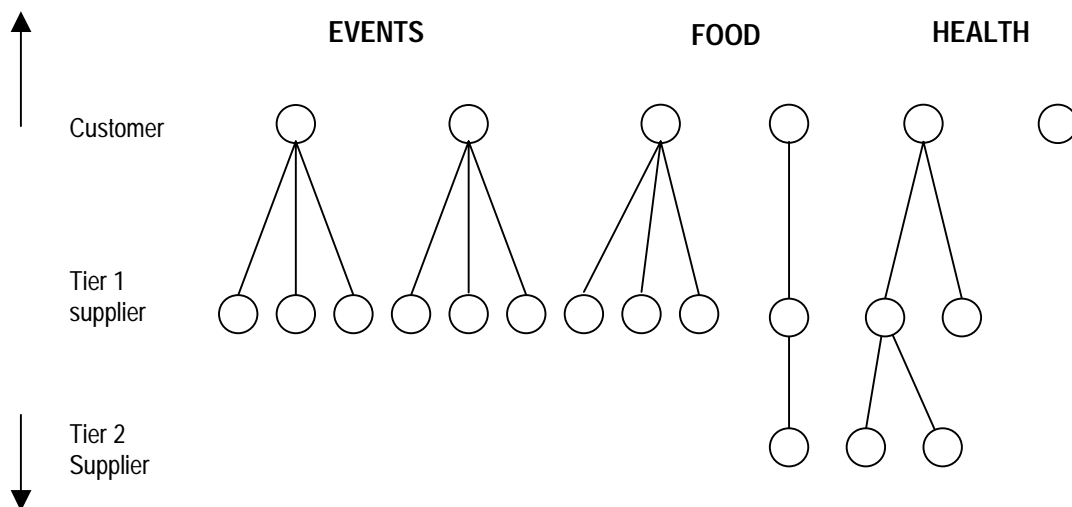 EVENTS
FOOD
HEALTH
Customer
Tier 1
supplier
Tier 2
Supplier